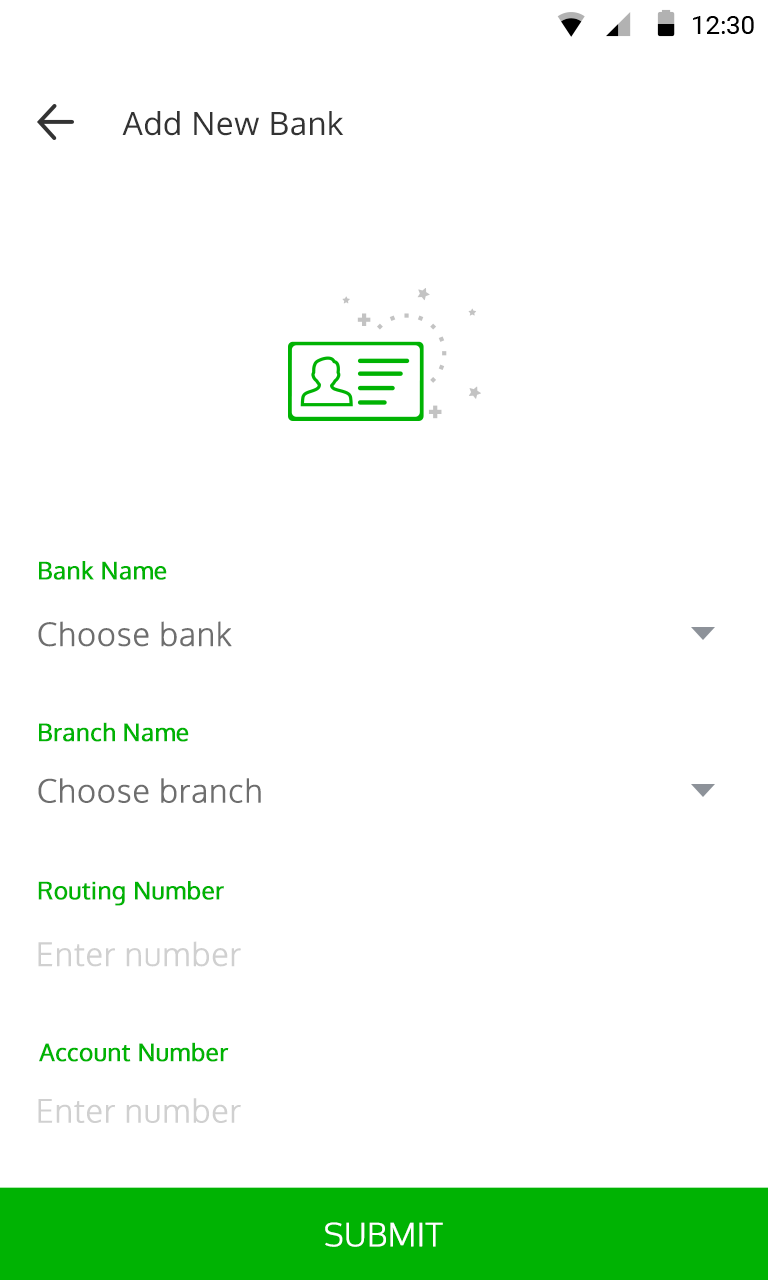 12:30
Add New Bank
Bank Name
Choose bank
Branch Name
Choose branch
Routing Number
Enter number
Account Number
Enter number
SUBMIT